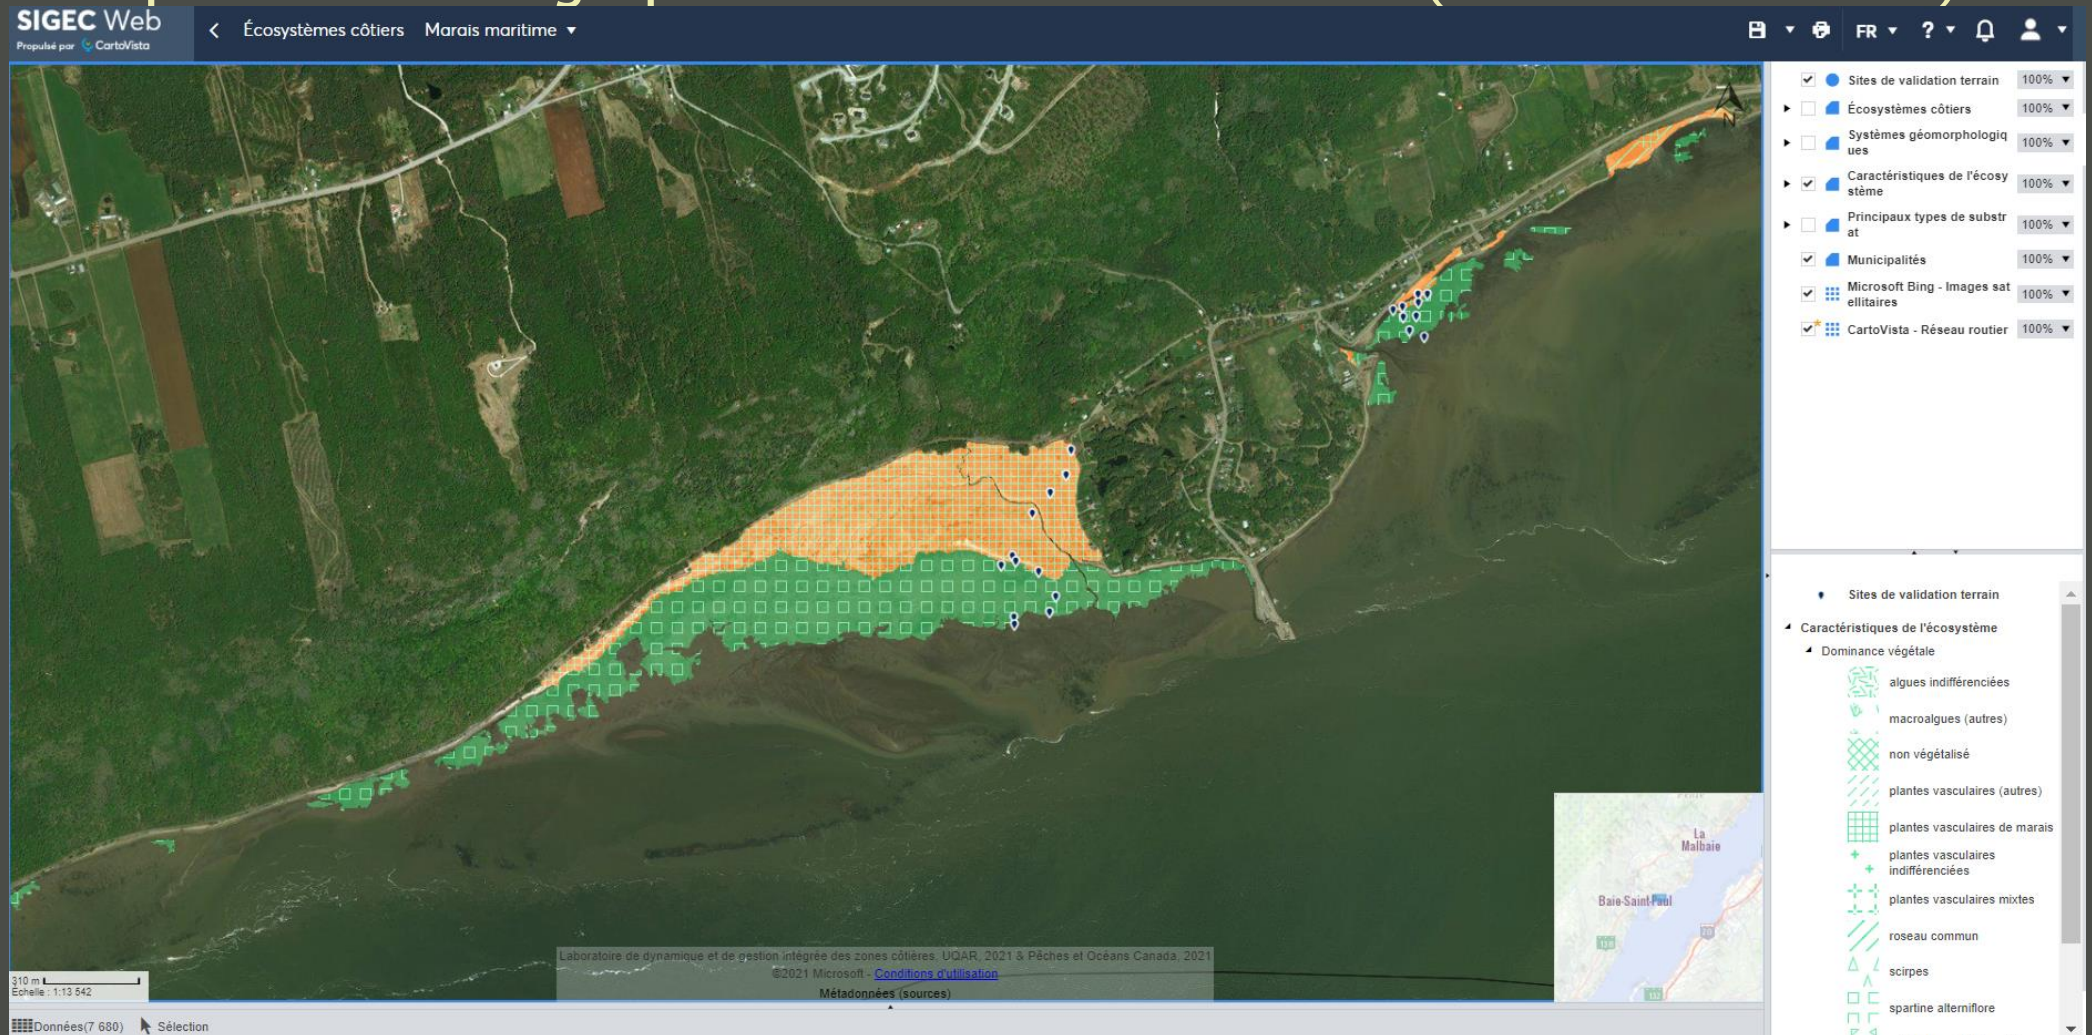 SIGEC Web
Propulsé par CartoVista
Écosystèmes côtiers Marais maritime
FR ?
N
Sites de validation terrain 100%
Écosystèmes côtiers 100%
Systèmes géomorphologiq
ues 100%
Caractéristiques de l'écosy
stème 100%
Principaux types de substr
at 100%
Municipalités 100%
Microsoft Bing - Images sat
ellitaires 100%
CartoVista - Réseau routier 100%
Sites de validation terrain
Caractéristiques de l'écosystème
Dominance végétale
algues indifférenciées
macroalgues (autres)
non végétalisé
plantes vasculaires (autres)
plantes vasculaires de marais
plantes vasculaires
indifférenciées
plantes vasculaires mixtes
roseau commun
scirpes
spartine alterniflore
La
Malbaie
Baie-Saint-Paul
20
132
Laboratoire de dynamique et de gestion intégrée des zones côtières, UQAR, 2021 & Pêches et Océans Canada, 2021
©2021 Microsoft - Conditions d'utilisation
Métadonnées (sources)
310 m
Échelle : 1:13 542
Données(7 680) Sélection